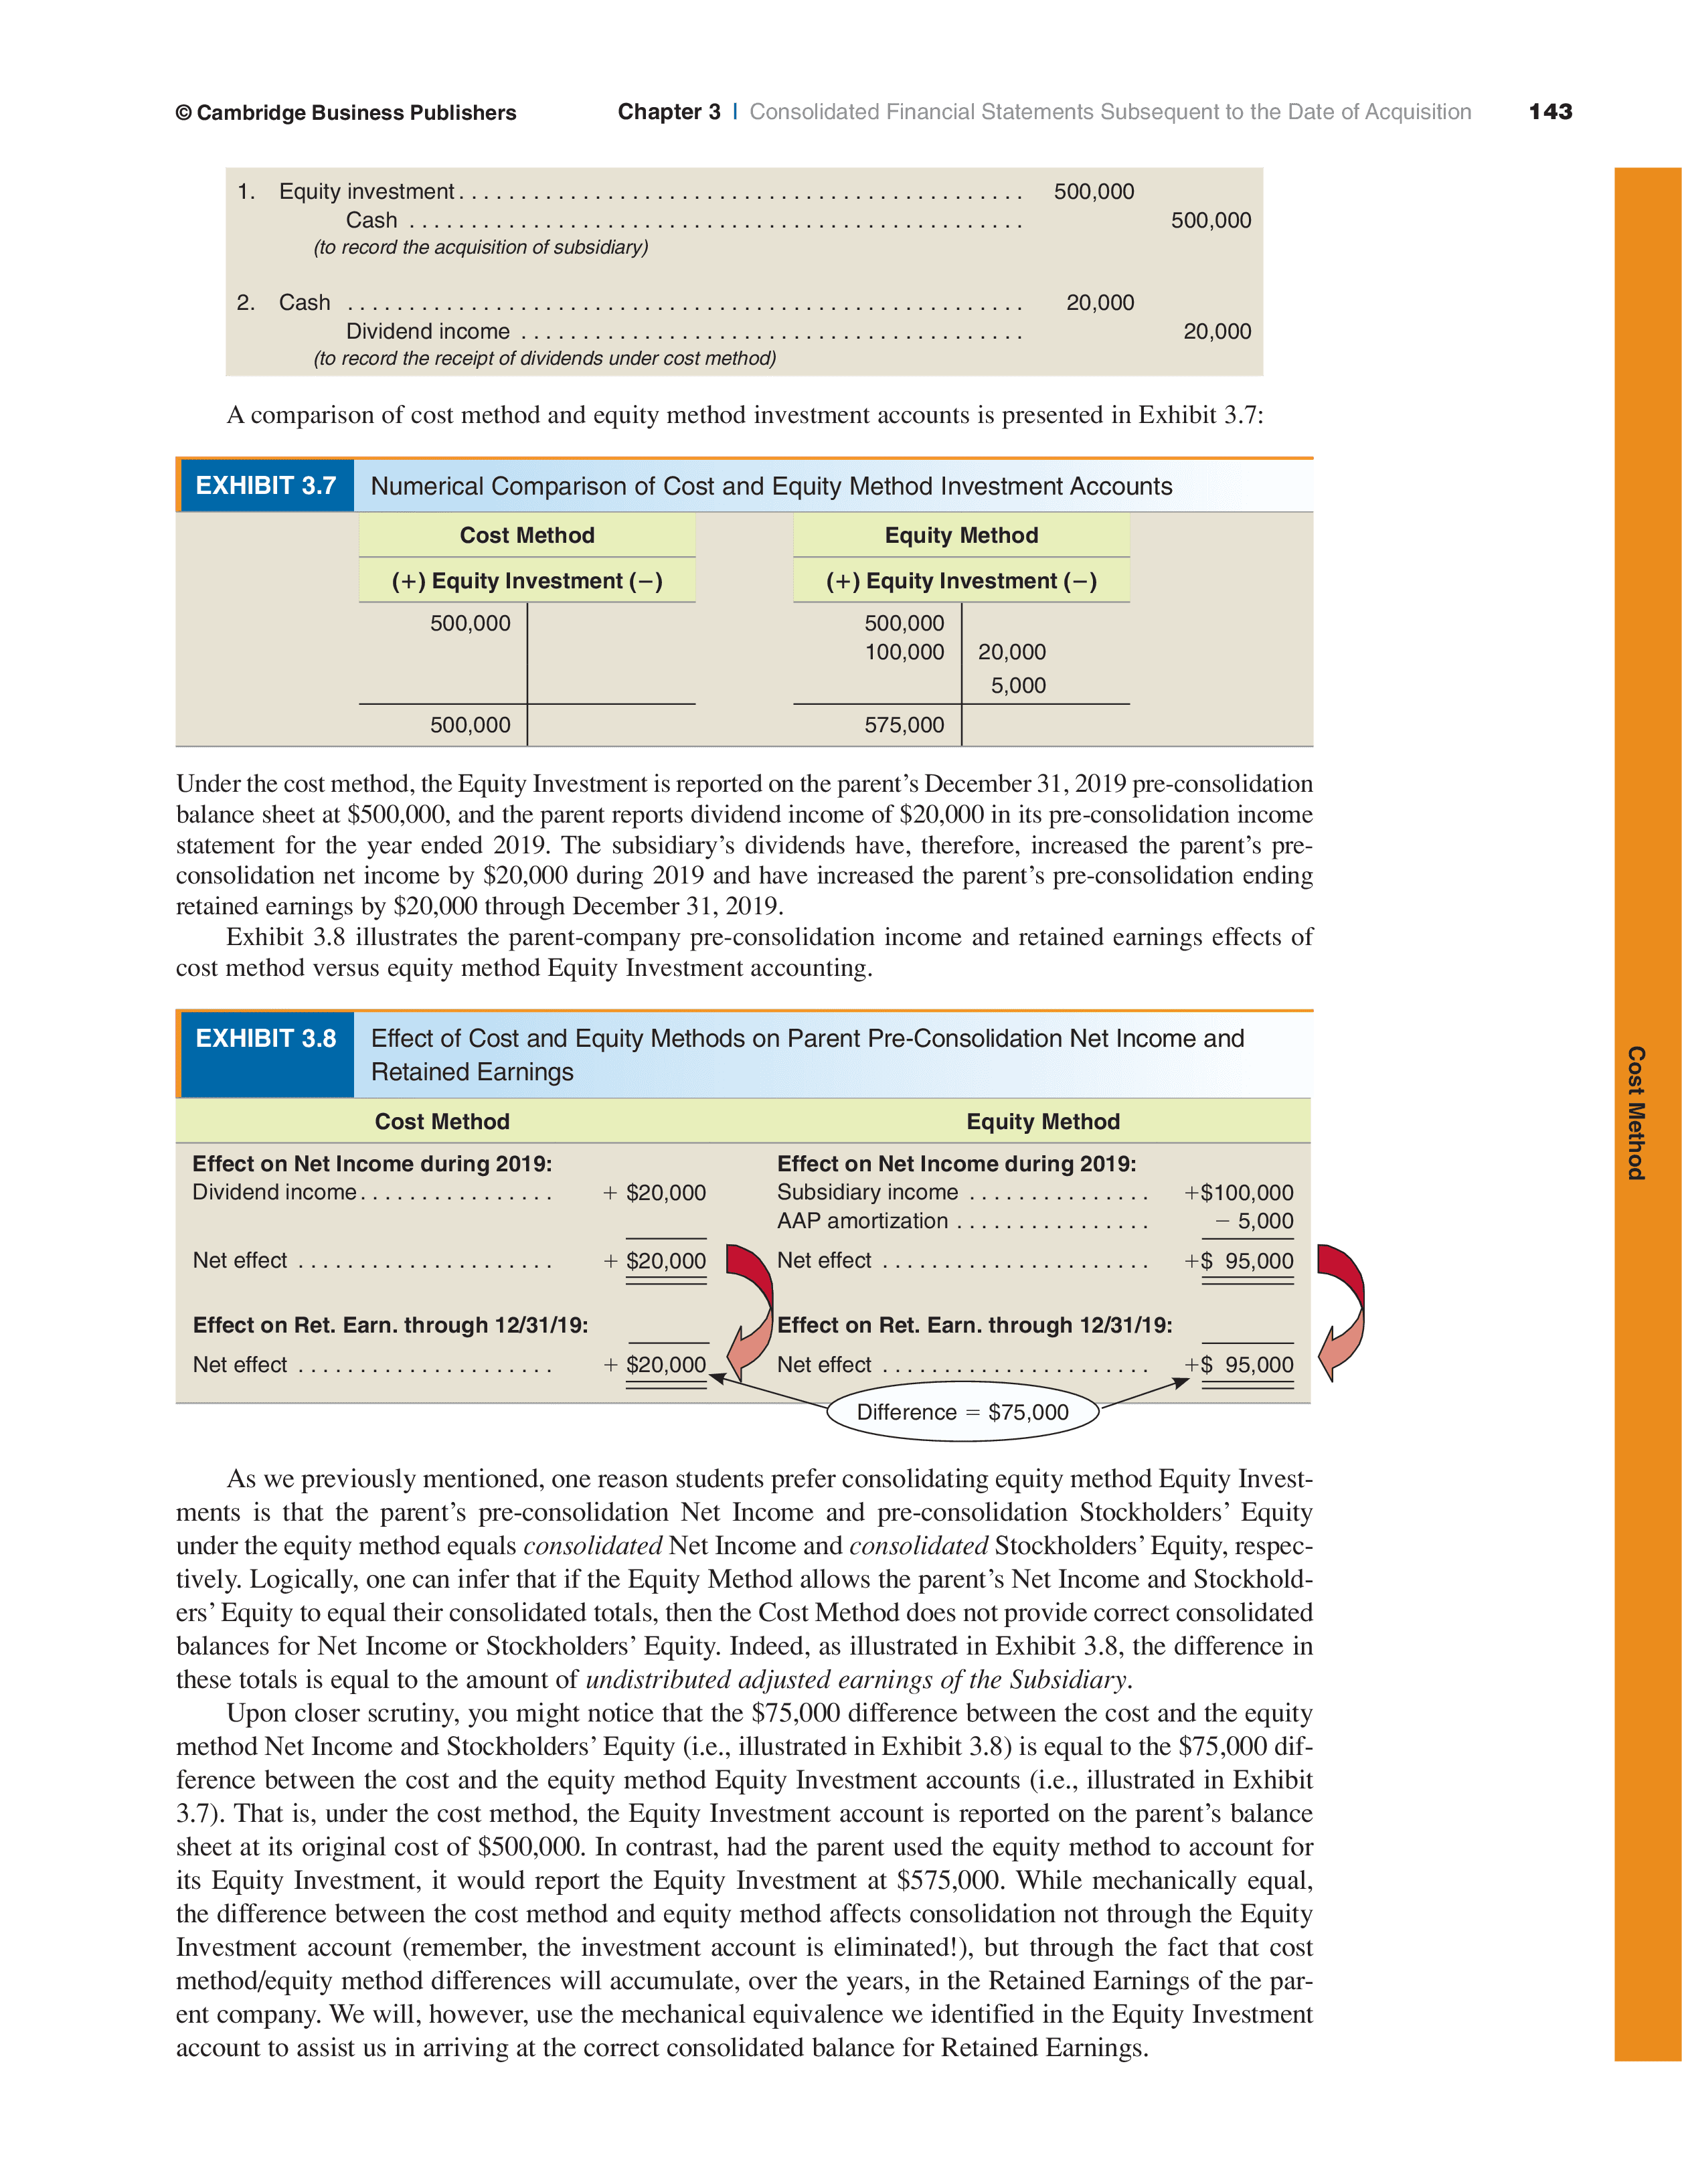 © Cambridge Business Publishers Chapter 3 | Consolidated Financial Statements Subsequent to the Date of Acquisition 143
1. Equity investment . . . . . . . . . . 500,000
Cash . . . . . . . . . . 500,000
(to record the acquisition of subsidiary)
2. Cash . . . . . . . . . . 20,000
Dividend income . . . . . . . . . . 20,000
(to record the receipt of dividends under cost method)
A comparison of cost method and equity method investment accounts is presented in Exhibit 3.7:
EXHIBIT 3.7 Numerical Comparison of Cost and Equity Method Investment Accounts
Cost Method Equity Method
(+) Equity Investment (−) (+) Equity Investment (−)
500,000 500,000
100,000 20,000
5,000
500,000 575,000
Under the cost method, the Equity Investment is reported on the parent’s December 31, 2019 pre-consolidation
balance sheet at $500,000, and the parent reports dividend income of $20,000 in its pre-consolidation income
statement for the year ended 2019. The subsidiary’s dividends have, therefore, increased the parent’s pre-
consolidation net income by $20,000 during 2019 and have increased the parent’s pre-consolidation ending
retained earnings by $20,000 through December 31, 2019.
Exhibit 3.8 illustrates the parent-company pre-consolidation income and retained earnings effects of
cost method versus equity method Equity Investment accounting.
EXHIBIT 3.8 Effect of Cost and Equity Methods on Parent Pre-Consolidation Net Income and
Retained Earnings
Cost Method Equity Method
Effect on Net Income during 2019: Effect on Net Income during 2019:
Dividend income . . . . . . . . . . + $20,000 Subsidiary income . . . . . . . . . . +$100,000
AAP amortization . . . . . . . . . . − 5,000
Net effect . . . . . . . . . . + $20,000 Net effect . . . . . . . . . . +$ 95,000
Effect on Ret. Earn. through 12/31/19: Effect on Ret. Earn. through 12/31/19:
Net effect . . . . . . . . . . + $20,000 Net effect . . . . . . . . . . +$ 95,000
Difference = $75,000
As we previously mentioned, one reason students prefer consolidating equity method Equity Invest-
ments is that the parent’s pre-consolidation Net Income and pre-consolidation Stockholders’ Equity
under the equity method equals consolidated Net Income and consolidated Stockholders’ Equity, respec-
tively. Logically, one can infer that if the Equity Method allows the parent’s Net Income and Stockhold-
ers’ Equity to equal their consolidated totals, then the Cost Method does not provide correct consolidated
balances for Net Income or Stockholders’ Equity. Indeed, as illustrated in Exhibit 3.8, the difference in
these totals is equal to the amount of undistributed adjusted earnings of the Subsidiary.
Upon closer scrutiny, you might notice that the $75,000 difference between the cost and the equity
method Net Income and Stockholders’ Equity (i.e., illustrated in Exhibit 3.8) is equal to the $75,000 dif-
ference between the cost and the equity method Equity Investment accounts (i.e., illustrated in Exhibit
3.7). That is, under the cost method, the Equity Investment account is reported on the parent’s balance
sheet at its original cost of $500,000. In contrast, had the parent used the equity method to account for
its Equity Investment, it would report the Equity Investment at $575,000. While mechanically equal,
the difference between the cost method and equity method affects consolidation not through the Equity
Investment account (remember, the investment account is eliminated!), but through the fact that cost
method/equity method differences will accumulate, over the years, in the Retained Earnings of the par-
ent company. We will, however, use the mechanical equivalence we identified in the Equity Investment
account to assist us in arriving at the correct consolidated balance for Retained Earnings.
Cost Method